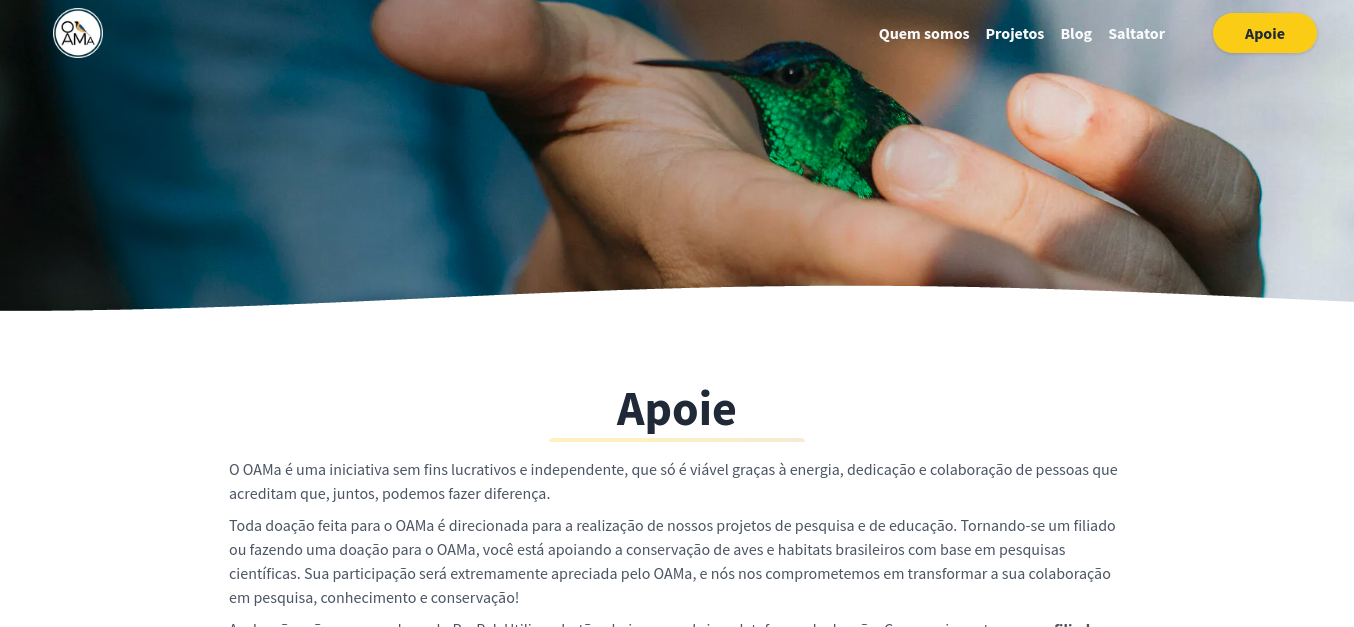 OAMa
Quem somos Projetos Blog Saltator Apoie
Apoie
O OAMa é uma iniciativa sem fins lucrativos e independente, que só é viável graças à energia, dedicação e colaboração de pessoas que
acreditam que, juntos, podemos fazer diferença.
Toda doação feita para o OAMa é direcionada para a realização de nossos projetos de pesquisa e de educação. Tornando-se um filiado
ou fazendo uma doação para o OAMa, você está apoiando a conservação de aves e habitats brasileiros com base em pesquisas
científicas. Sua participação será extremamente apreciada pelo OAMa, e nós nos comprometemos em transformar a sua colaboração
em pesquisa, conhecimento e conservação!